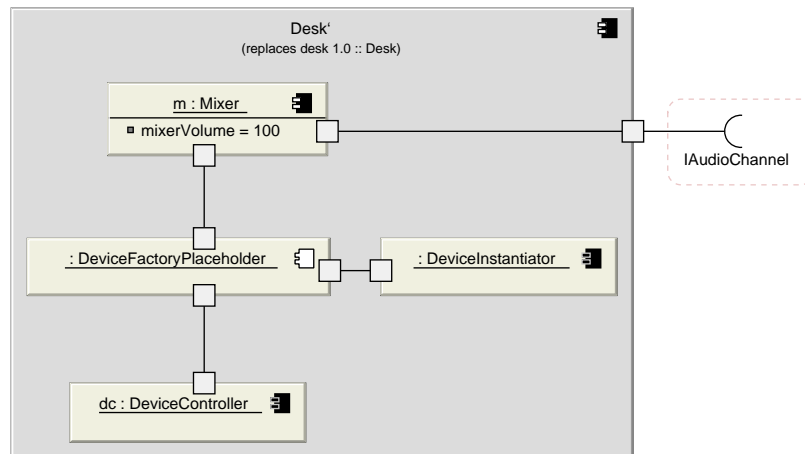 Desk‘
(replaces desk 1.0 :: Desk)
m : Mixer
mixerVolume = 100
IAudioChannel
: DeviceFactoryPlaceholder
: DeviceInstantiator
dc : DeviceController